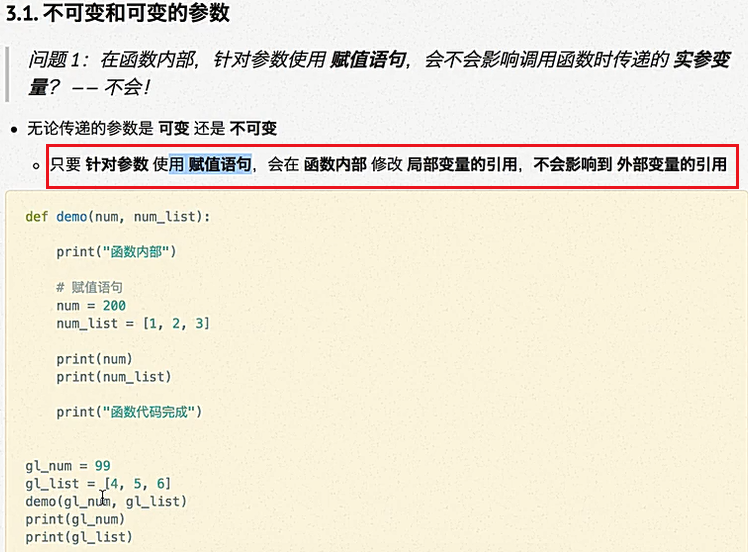 3.1. 不可变和可变的参数
问题 1：在函数内部，针对参数使用 赋值语句，会不会影响调用函数时传递的 实参变
量？ —— 不会！
• 无论传递的参数是 可变 还是 不可变
○ 只要 针对参数 使用 赋值语句，会在 函数内部 修改 局部变量的引用，不会影响到 外部变量的引用
def demo(num, num_list):
print("函数内部")
# 赋值语句
num = 200
num_list = [1, 2, 3]
print(num)
print(num_list)
print("函数代码完成")
gl_num = 99
gl_list = [4, 5, 6]
demo(gl_num, gl_list)
print(gl_num)
print(gl_list)